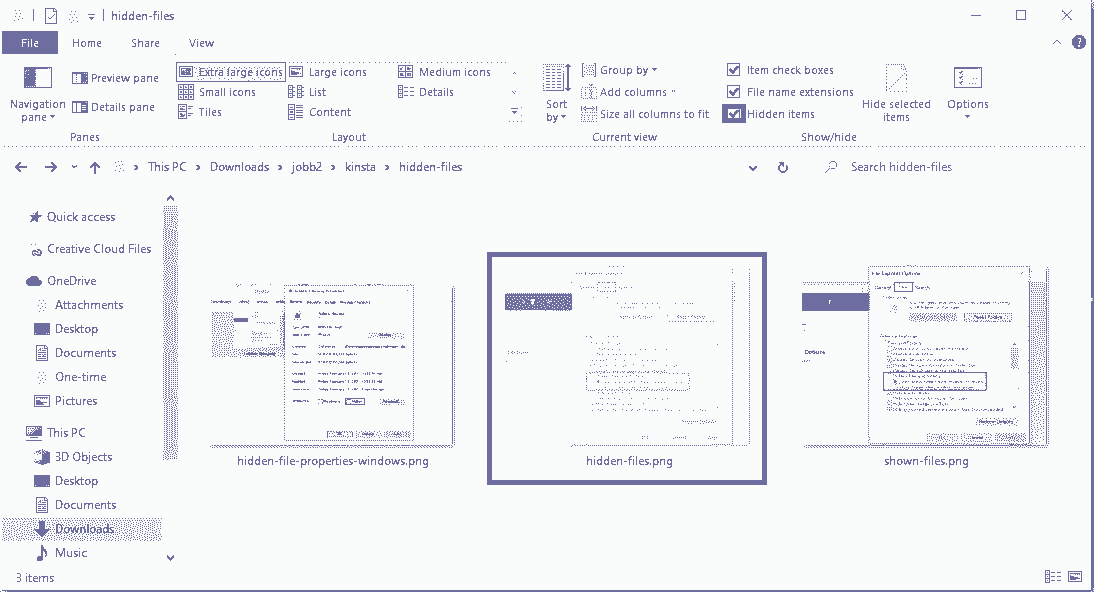 hidden-files
File Home Share View
Navigation pane
Preview pane
Details pane
Panes
Extra large icons Large icons Medium icons
Small icons List Details
Tiles Content
Layout
Sort by
Group by
Add columns
Size all columns to fit
Current view
Item check boxes
File name extensions
Hidden items
Hide selected items
Options
Show/hide
This PC Downloads jobb2 kinsta hidden-files
Search hidden-files
Quick access
Creative Cloud Files
OneDrive
Attachments
Desktop
Documents
One-time
Pictures
This PC
3D Objects
Desktop
Documents
Downloads
Music
hidden-file-properties-windows.png
hidden-files.png
shown-files.png
3 items